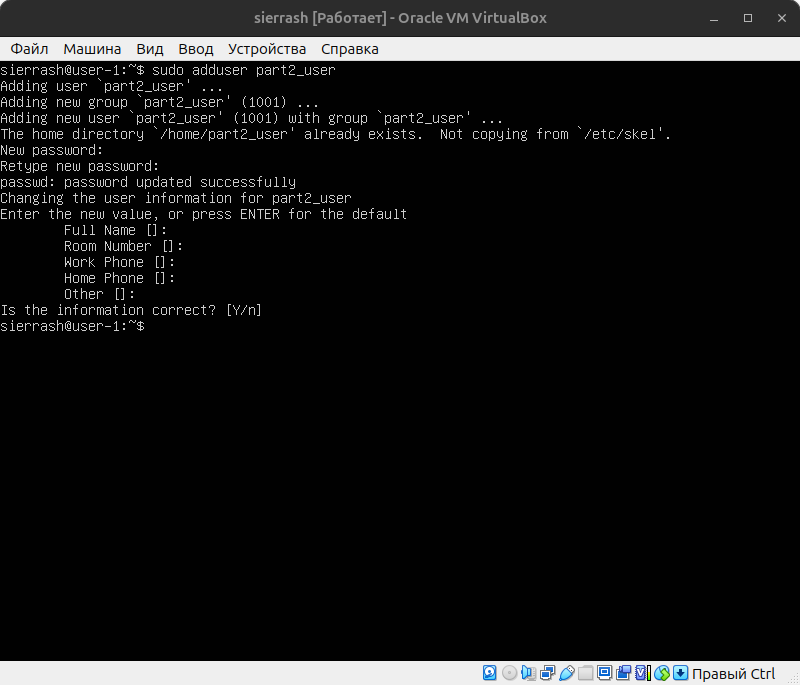 sierrash [Работает] - Oracle VM VirtualBox
Файл Машина Вид Ввод Устройства Справка
sierrash@user-1:~$ sudo adduser part2_user
Adding user `part2_user' ...
Adding new group `part2_user' (1001) ...
Adding new user `part2_user' (1001) with group `part2_user' ...
The home directory `/home/part2_user' already exists.  Not copying from `/etc/skel'.
New password:
Retype new password:
passwd: password updated successfully
Changing the user information for part2_user
Enter the new value, or press ENTER for the default
Full Name []:
Room Number []:
Work Phone []:
Home Phone []:
Other []:
Is the information correct? [Y/n]
sierrash@user-1:~$
Правый Ctrl